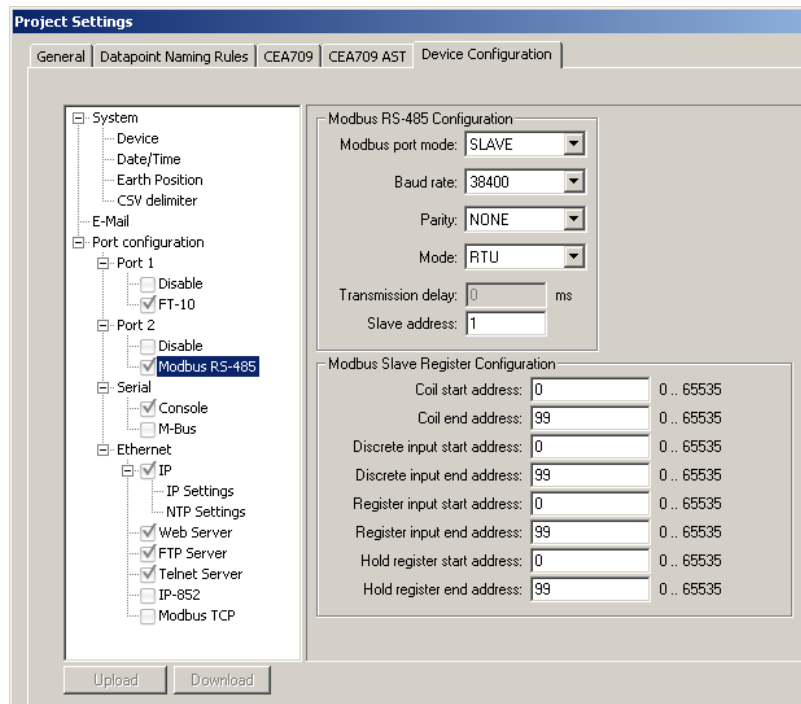 Project Settings
General Datapoint Naming Rules CEA709 CEA709 AST Device Configuration
System
Device
Date/Time
Earth Position
CSV delimiter
E-Mail
Port configuration
Port 1
Disable
FT-10
Port 2
Disable
Modbus RS-485
Serial
Console
M-Bus
Ethernet
IP
IP Settings
NTP Settings
Web Server
FTP Server
Telnet Server
IP-852
Modbus TCP
Modbus RS-485 Configuration
Modbus port mode: SLAVE
Baud rate: 38400
Parity: NONE
Mode: RTU
Transmission delay: 0 ms
Slave address: 1
Modbus Slave Register Configuration
Coil start address: 0 0 .. 65535
Coil end address: 99 0 .. 65535
Discrete input start address: 0 0 .. 65535
Discrete input end address: 99 0 .. 65535
Register input start address: 0 0 .. 65535
Register input end address: 99 0 .. 65535
Hold register start address: 0 0 .. 65535
Hold register end address: 99 0 .. 65535
Upload Download